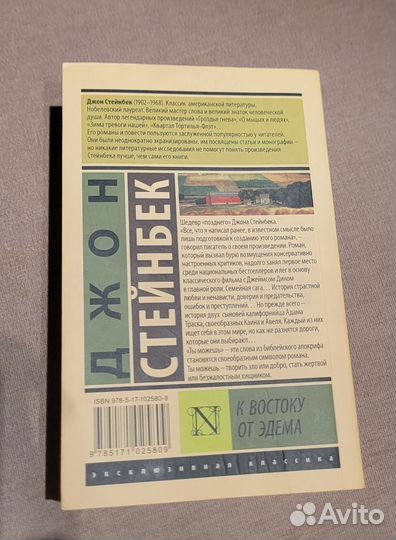 Джон Стейнбек (1902–1968). Классик американской литературы.
Нобелевский лауреат. Великий мастер слова и великий знаток человеческой
души. Автор легендарных произведений «Гроздья гнева», «О мышах и людях»,
«Зима тревоги нашей», «Квартал Тортилья-Флэт»...
Его романы и повести пользуются заслуженной популярностью у читателей.
Они были неоднократно экранизированы, им посвящены статьи и монографии –
но никакие литературные исследования не помогут понять произведения
Стейнбека лучше, чем сами его книги.
ДЖОН
СТЕЙНБЕК
Шедевр «позднего» Джона Стейнбека.
«Все, что я написал ранее, в известном смысле было
лишь подготовкой к созданию этого романа», –
говорил писатель о своем произведении. Роман,
который вызвал бурю возмущения консервативно
настроенных критиков, надолго занял первое место
среди национальных бестселлеров и лег в основу
классического фильма с Джеймсом Дином
в главной роли. Семейная сага... История страстной
любви и ненависти, доверия и предательства,
ошибок и преступлений... Но прежде всего –
история двух сыновей калифорнийца Адама
Траска, своеобразных Каина и Авеля. Каждый из них
ищет себя в этом мире, но как же разнятся дороги,
которые они выбирают...
«Ты можешь» – эти слова из библейского апокрифа
становятся своеобразным символом романа.
Ты можешь – творить зло или добро, стать жертвой
или безжалостным хищником.
ISBN 978-5-17-102580-9
9 785171 025809
N
К ВОСТОКУ
ОТ ЭДЕМА
эксклюзивная классика
Avito